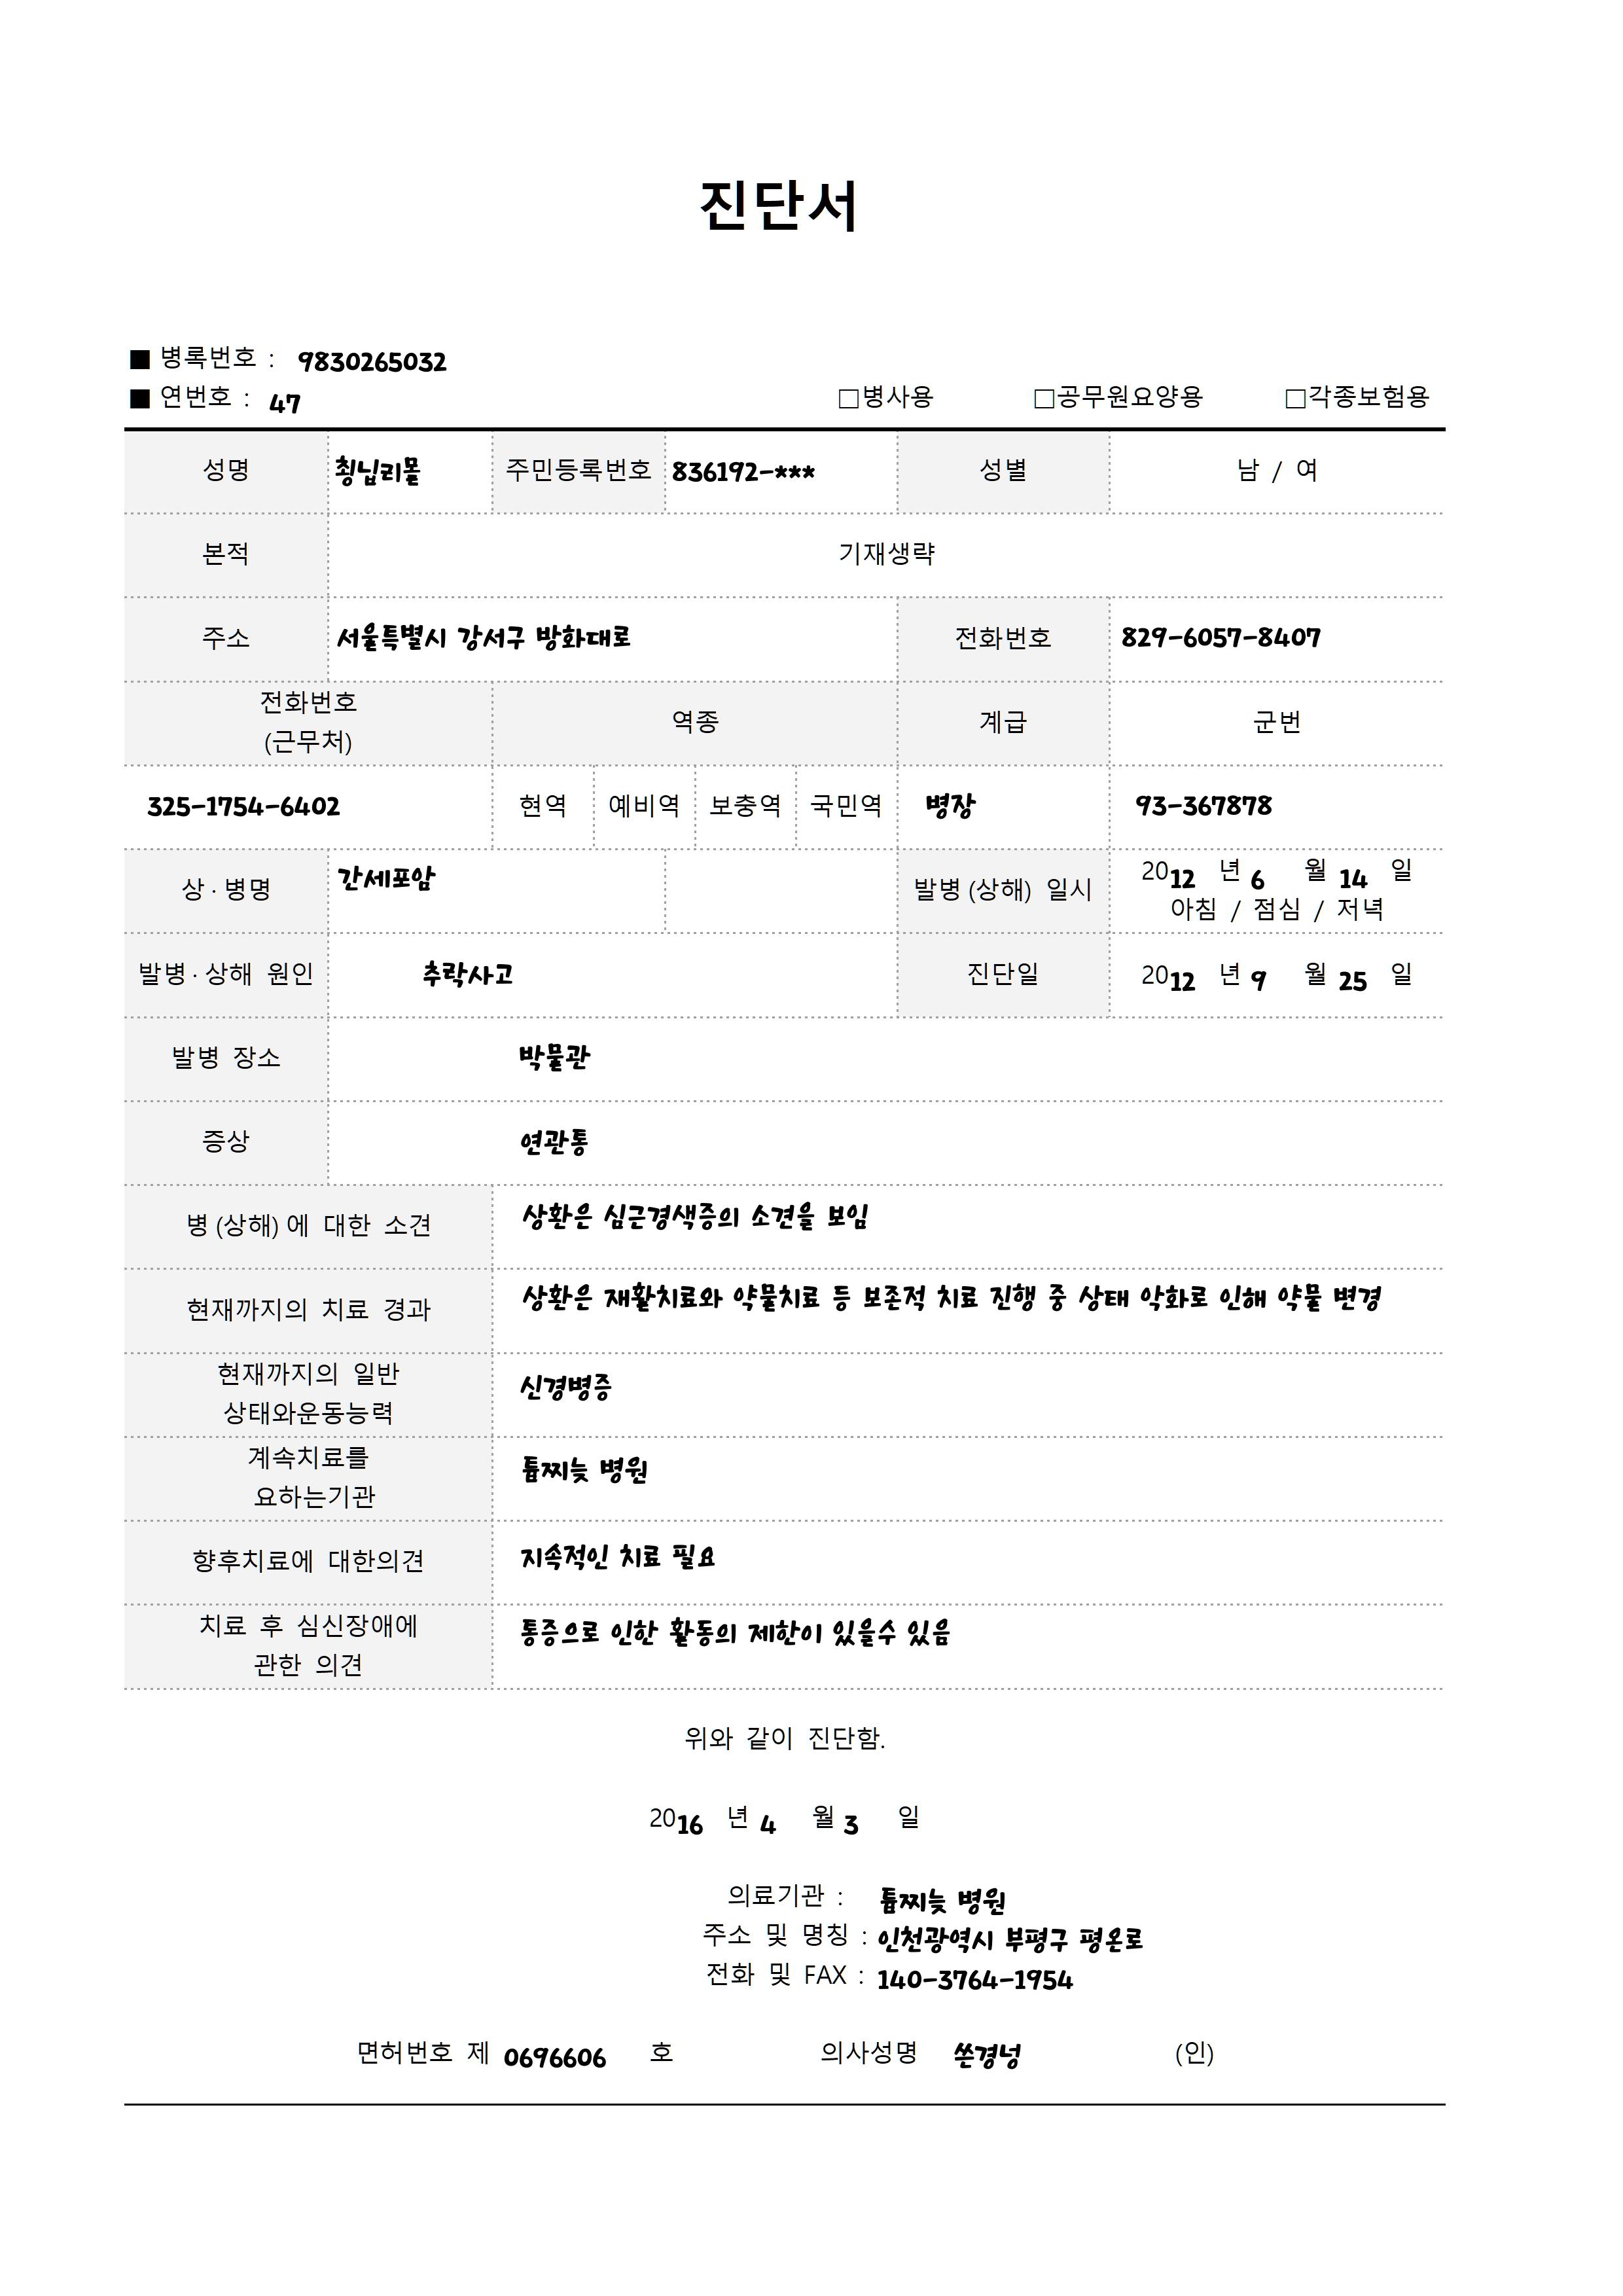 진단서
■ 병록번호 : 9830265032
■ 연번호 : 47 □병사용 □공무원요양용 □각종보험용
성명 칭닙리몰 주민등록번호 836192-*** 성별 남 / 여
본적 기재생략
주소 서울특별시 강서구 방화대로 전화번호 829-6057-8407
전화번호
(근무처) 역종 계급 군번
325-1754-6402 현역 예비역 보충역 국민역 병장 93-367878
상·병명 간세포암 발병(상해) 일시 2012 년 6 월 14 일
아침 / 점심 / 저녁
발병·상해 원인 추락사고 진단일 2012 년 9 월 25 일
발병 장소 박물관
증상 연관통
병(상해)에 대한 소견 상환은 심근경색증의 소견을 보임
현재까지의 치료 경과 상환은 재활치료와 약물치료 등 보존적 치료 진행 중 상태 악화로 인해 약물 변경
현재까지의 일반
상태와운동능력 신경병증
계속치료를
요하는기관 튭찌늦 병원
향후치료에 대한의견 지속적인 치료 필요
치료 후 심신장애에
관한 의견 통증으로 인한 활동의 제한이 있을수 있음
위와 같이 진단함.
2016 년 4 월 3 일
의료기관 : 튭찌늦 병원
주소 및 명칭 : 인천광역시 부평구 평온로
전화 및 FAX : 140-3764-1954
면허번호 제 0696606 호 의사성명 쏜경넝 (인)